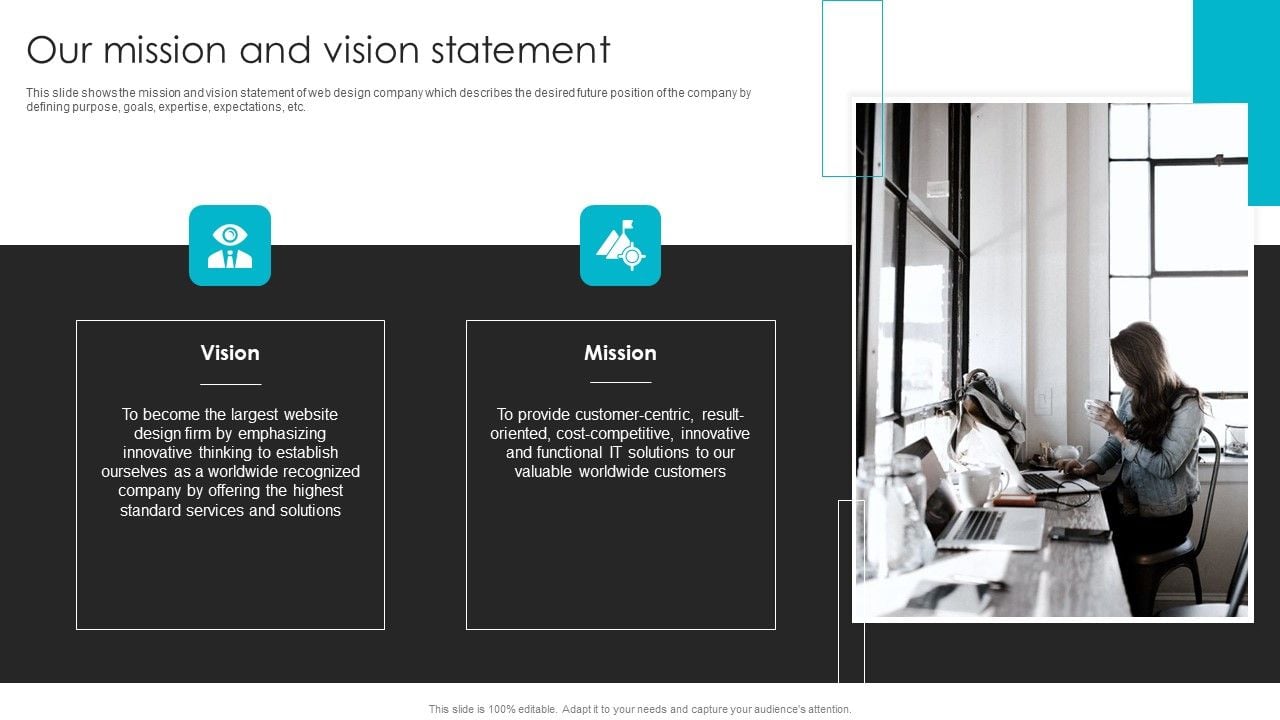 Our mission and vision statement
This slide shows the mission and vision statement of web design company which describes the desired future position of the company by
defining purpose, goals, expertise, expectations, etc.
Vision
To become the largest website
design firm by emphasizing
innovative thinking to establish
ourselves as a worldwide recognized
company by offering the highest
standard services and solutions
Mission
To provide customer-centric, result-
oriented, cost-competitive, innovative
and functional IT solutions to our
valuable worldwide customers
This slide is 100% editable. Adapt it to your needs and capture your audience's attention.